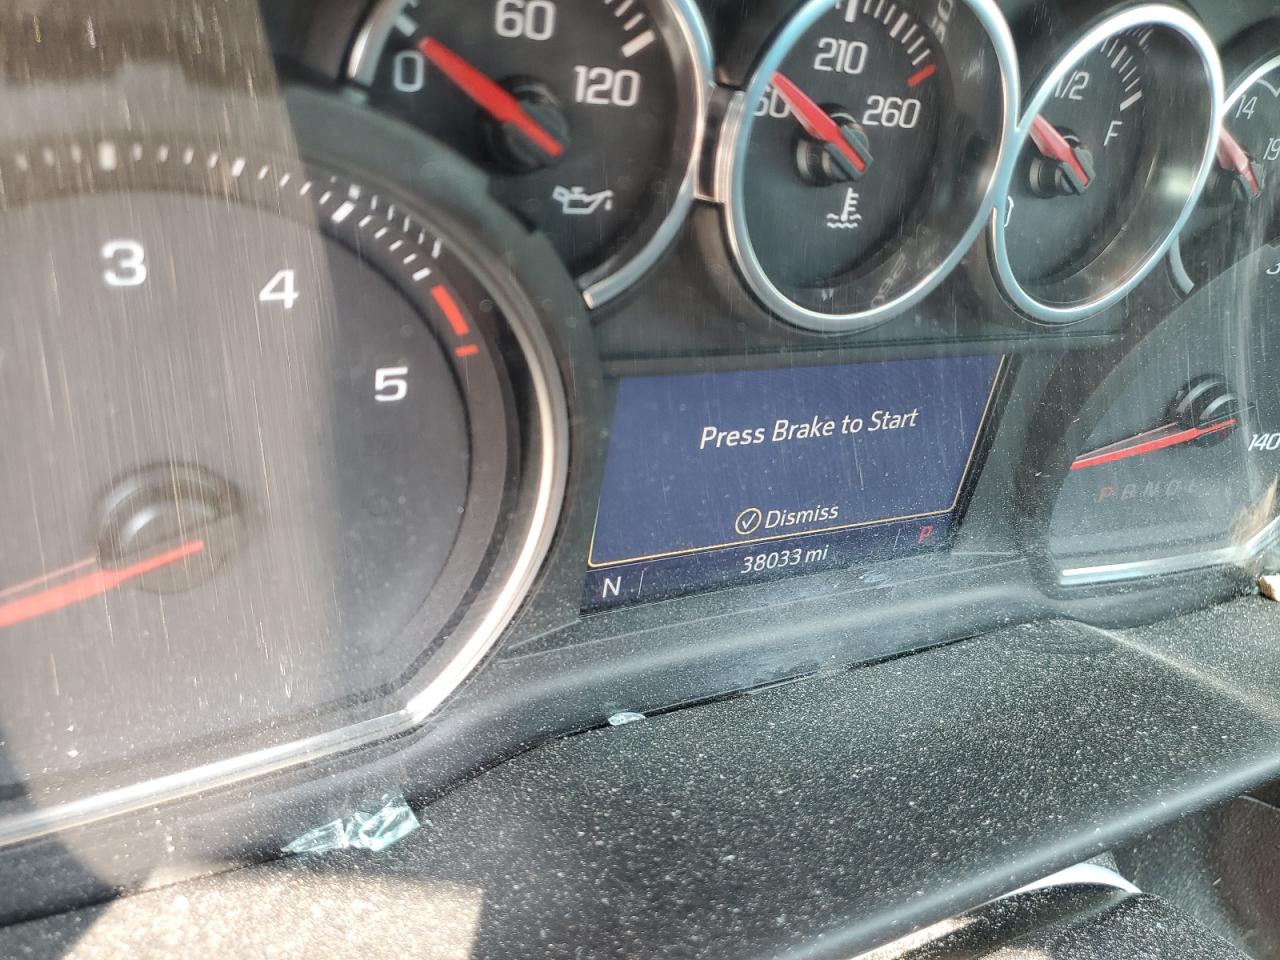 0 60 120
210
260
1/2
F
14
19
3 4 5
Press Brake to Start
Dismiss
38033 mi
N
P
140
P R N D L